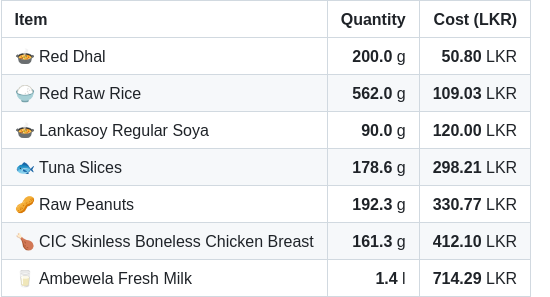 Item Quantity Cost (LKR)
🍲 Red Dhal 200.0 g 50.80 LKR
🍚 Red Raw Rice 562.0 g 109.03 LKR
🍲 Lankasoy Regular Soya 90.0 g 120.00 LKR
🐟 Tuna Slices 178.6 g 298.21 LKR
🥜 Raw Peanuts 192.3 g 330.77 LKR
🍗 CIC Skinless Boneless Chicken Breast 161.3 g 412.10 LKR
🥛 Ambewela Fresh Milk 1.4 l 714.29 LKR